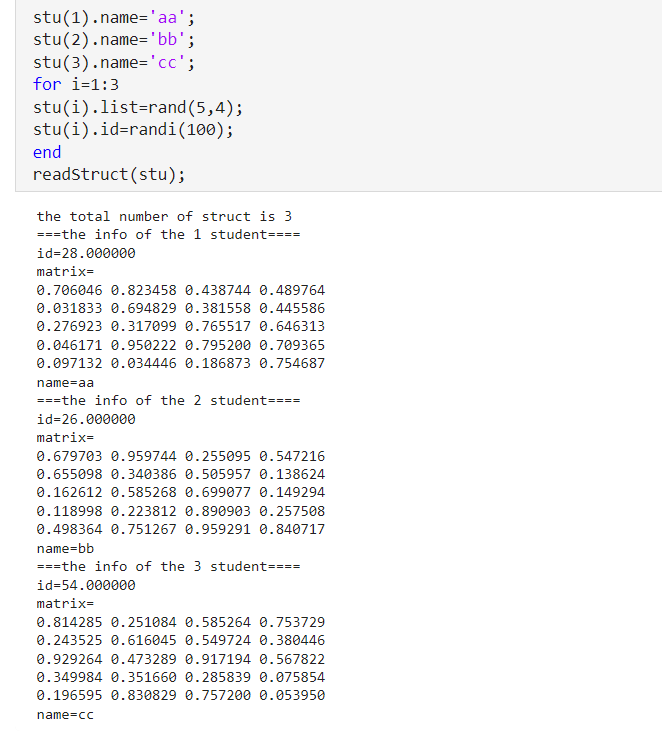 stu(1).name='aa';
stu(2).name='bb';
stu(3).name='cc';
for i=1:3
stu(i).list=rand(5,4);
stu(i).id=randi(100);
end
readStruct(stu);
the total number of struct is 3
===the info of the 1 student====
id=28.000000
matrix=
0.706046 0.823458 0.438744 0.489764
0.031833 0.694829 0.381558 0.445586
0.276923 0.317099 0.765517 0.646313
0.046171 0.950222 0.795200 0.709365
0.097132 0.034446 0.186873 0.754687
name=aa
===the info of the 2 student====
id=26.000000
matrix=
0.679703 0.959744 0.255095 0.547216
0.655098 0.340386 0.505957 0.138624
0.162612 0.585268 0.699077 0.149294
0.118998 0.223812 0.890903 0.257508
0.498364 0.751267 0.959291 0.840717
name=bb
===the info of the 3 student====
id=54.000000
matrix=
0.814285 0.251084 0.585264 0.753729
0.243525 0.616045 0.549724 0.380446
0.929264 0.473289 0.917194 0.567822
0.349984 0.351660 0.285839 0.075854
0.196595 0.830829 0.757200 0.053950
name=cc